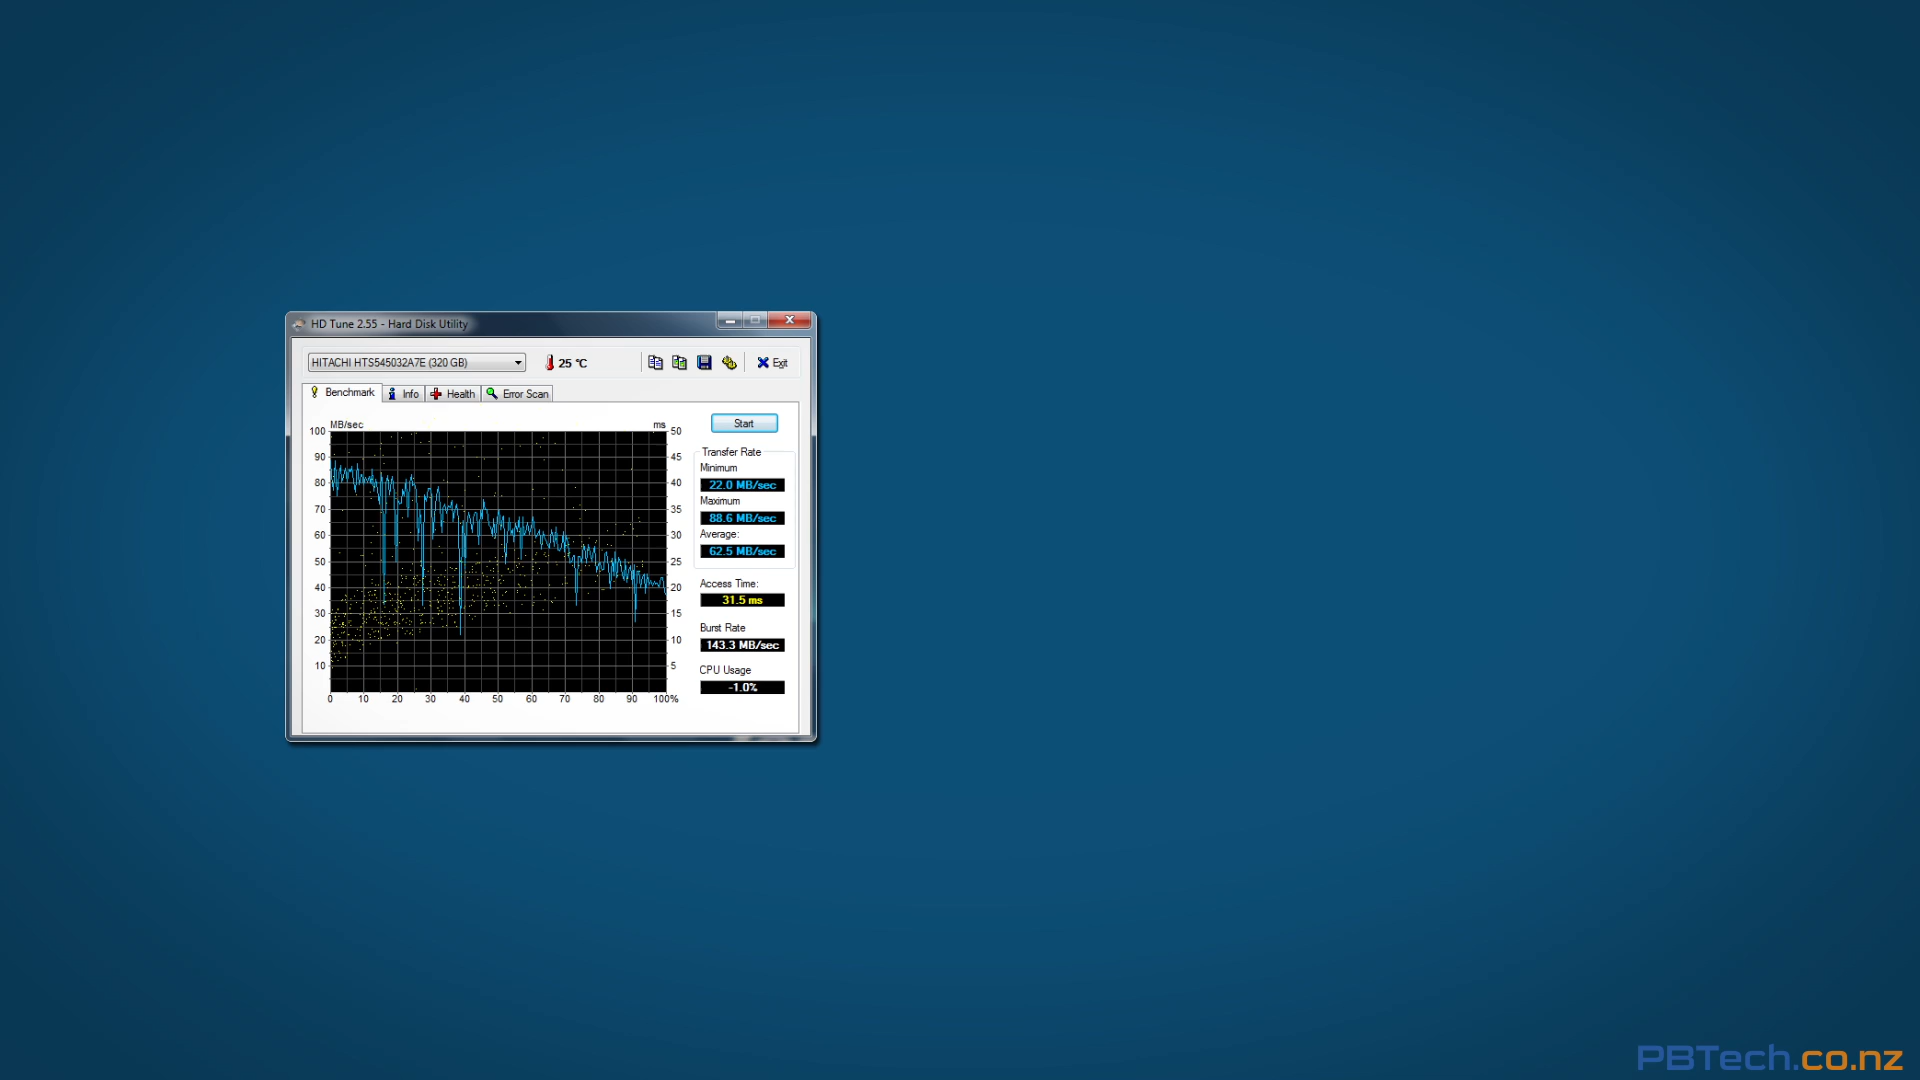 HD Tune 2.55 - Hard Disk Utility
HITACHI HTS545032A7E (320 GB)
25 °C
Exit
Benchmark
Info
Health
Error Scan
Start
MB/sec
ms
100
90
80
70
60
50
40
30
20
10
50
45
40
35
30
25
20
15
10
5
0 10 20 30 40 50 60 70 80 90 100%
Transfer Rate
Minimum
22.0 MB/sec
Maximum
88.6 MB/sec
Average:
62.5 MB/sec
Access Time:
31.5 ms
Burst Rate
143.3 MB/sec
CPU Usage
-1.0%
PBTech.co.nz